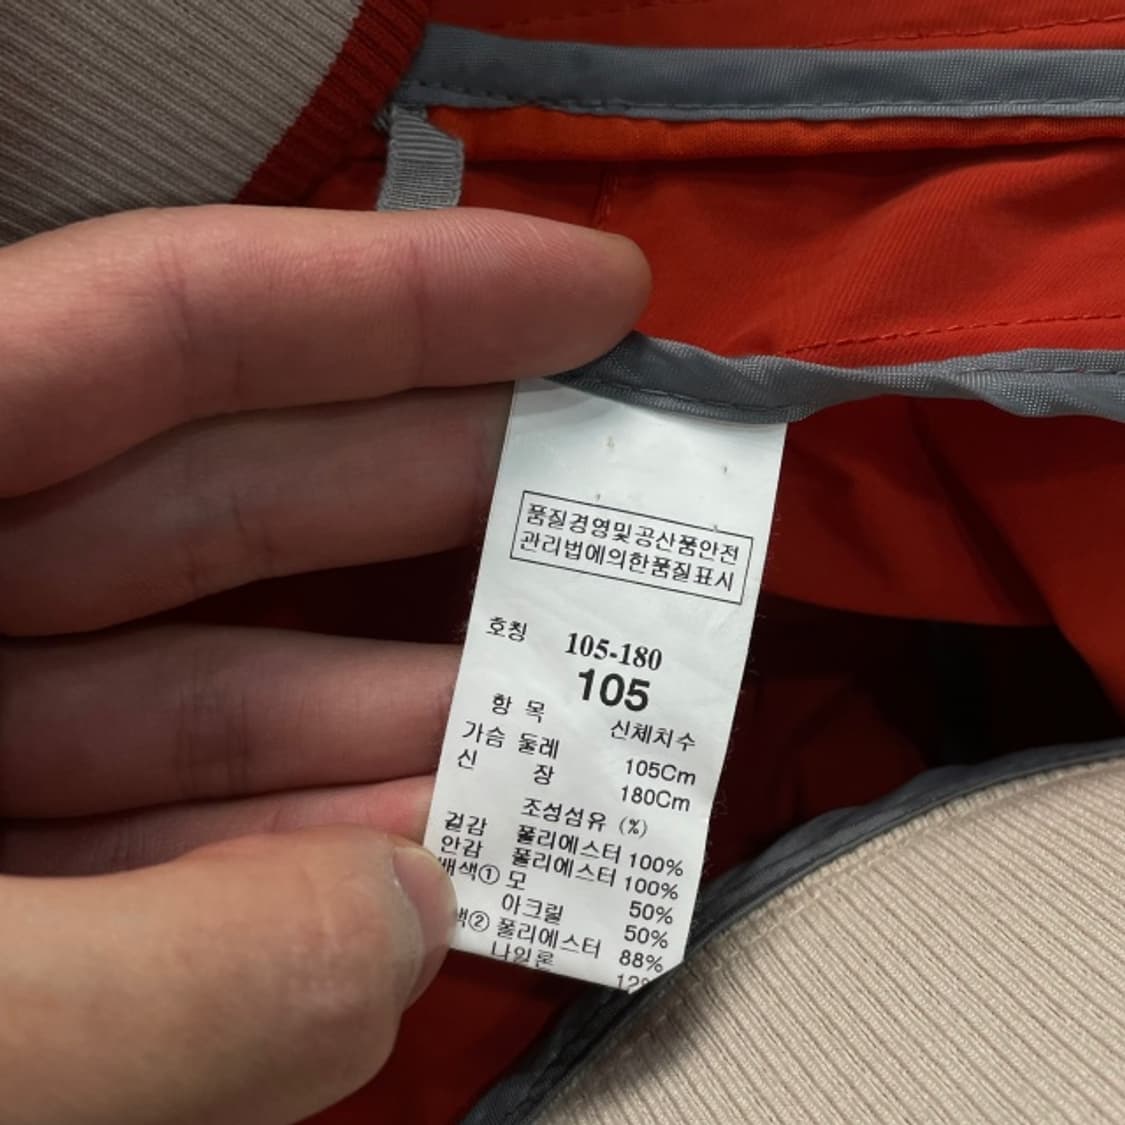 품질경영및공산품안전
관리법에의한품질표시
호칭 105-180
105
항 목 신체치수
가슴 둘레 105Cm
신 장 180Cm
조성섬유 (%)
겉감 폴리에스터 100%
안감 폴리에스터 100%
배색① 모 50%
아크릴 50%
색② 폴리에스터 88%
나일론